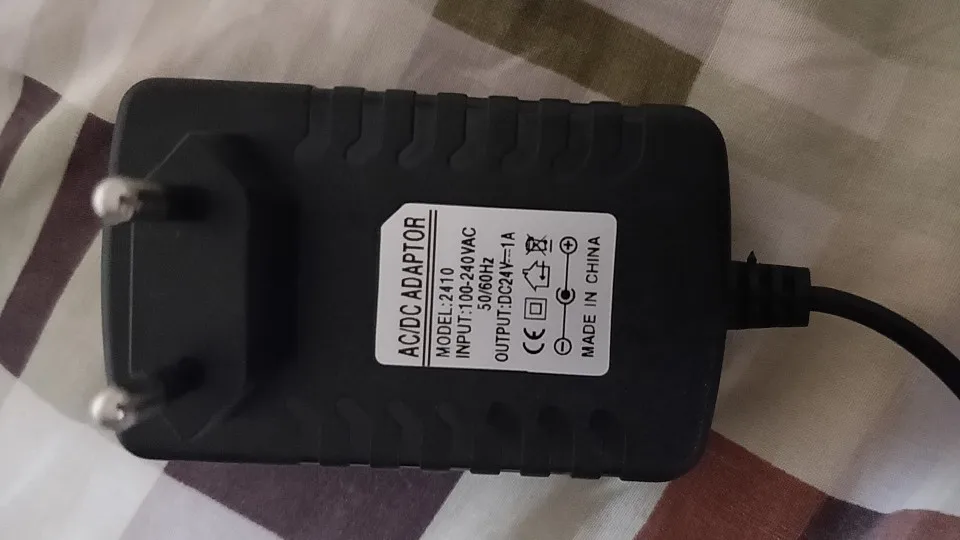 AC/DC ADAPTOR
MODEL:2410
INPUT:100-240VAC
50/60Hz
OUTPUT:DC24V⎓1A
CE
MADE IN CHINA